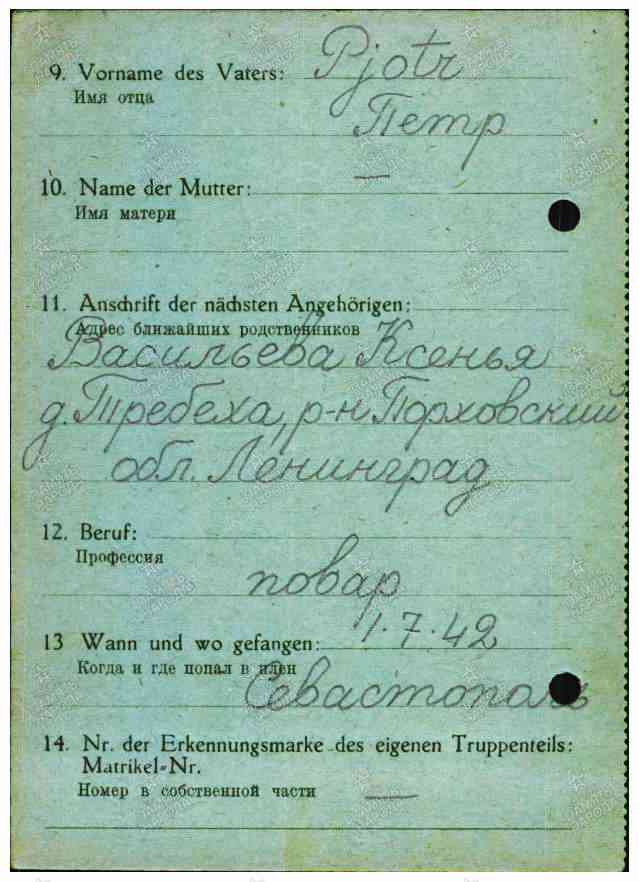 9. Vorname des Vaters: Pjotr
Имя отца
Петр
10. Name der Mutter: —
Имя матери
11. Anschrift der nächsten Angehörigen:
Адрес ближайших родственников
Васильева Ксенья
д. Требеха, р-н Порховский
обл. Ленинград
12. Beruf:
Профессия
повар
13 Wann und wo gefangen: 1.7.42
Когда и где попал в плен
Севастополь
14. Nr. der Erkennungsmarke des eigenen Truppenteils:
Matrikel-Nr.
Номер в собственной части —